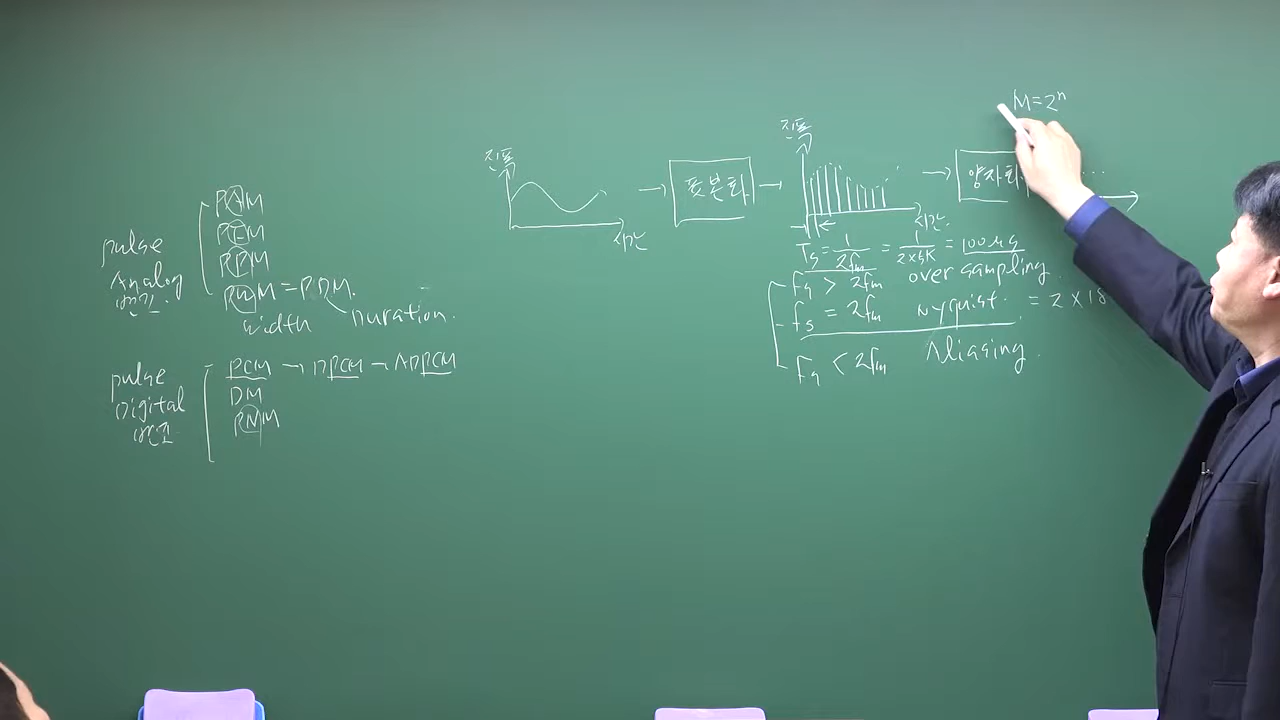 PAM
PFM
PPM
PWM = PDM.
width
Duration.
pulse
Analog
변조
pulse
Digital
변조
PCM → DPCM → ADPCM
DM
PNM
진폭
시간
→ 표본화 →
진폭
시간
→ 양자화
M=2ⁿ
Ts = 1/2fm = 1/2×5K = 100μs
fs > 2fm over sampling
fs = 2fm Nyquist. = 2 × 18
fs < 2fm Aliasing.